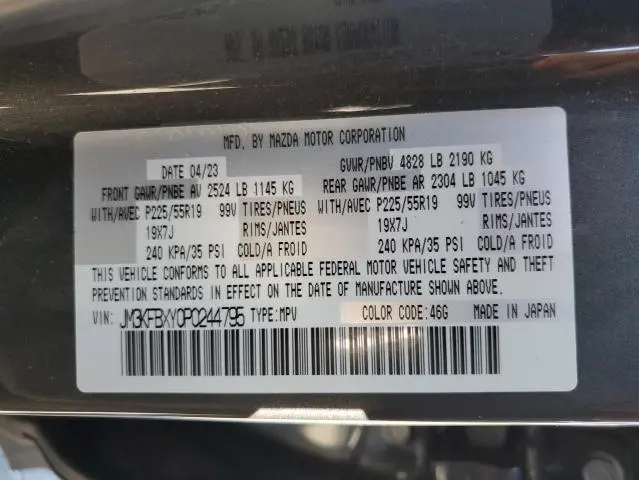 MFD. BY MAZDA MOTOR CORPORATION
DATE 04/23 GVWR/PNBV 4828 LB 2190 KG
FRONT GAWR/PNBE AV 2524 LB 1145 KG REAR GAWR/PNBE AR 2304 LB 1045 KG
WITH/AVEC P225/55R19 99V TIRES/PNEUS WITH/AVEC P225/55R19 99V TIRES/PNEUS
19X7J RIMS/JANTES 19X7J RIMS/JANTES
240 KPA/35 PSI COLD/A FROID 240 KPA/35 PSI COLD/A FROID
THIS VEHICLE CONFORMS TO ALL APPLICABLE FEDERAL MOTOR VEHICLE SAFETY AND THEFT
PREVENTION STANDARDS IN EFFECT ON THE DATE OF MANUFACTURE SHOWN ABOVE.
VIN: JM3KFBXY0P0244795 TYPE:MPV COLOR CODE:46G MADE IN JAPAN